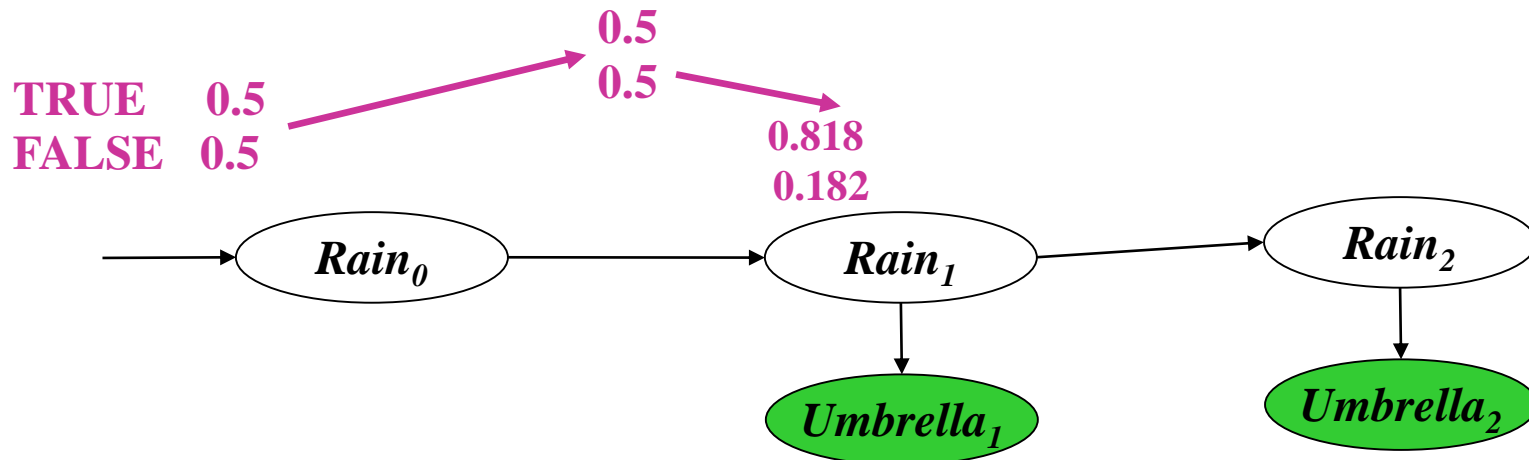 0.5
0.5
TRUE 0.5
FALSE 0.5
0.818
0.182
Rain₀
Rain₁
Rain₂
Umbrella₁
Umbrella₂